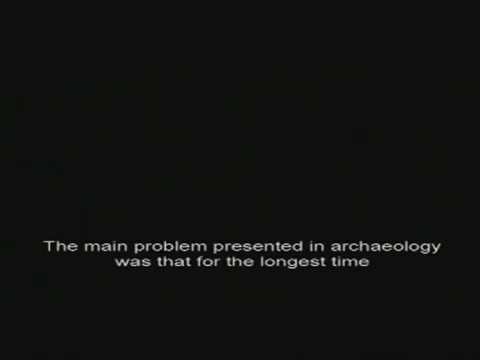 The main problem presented in archaeology
was that for the longest time